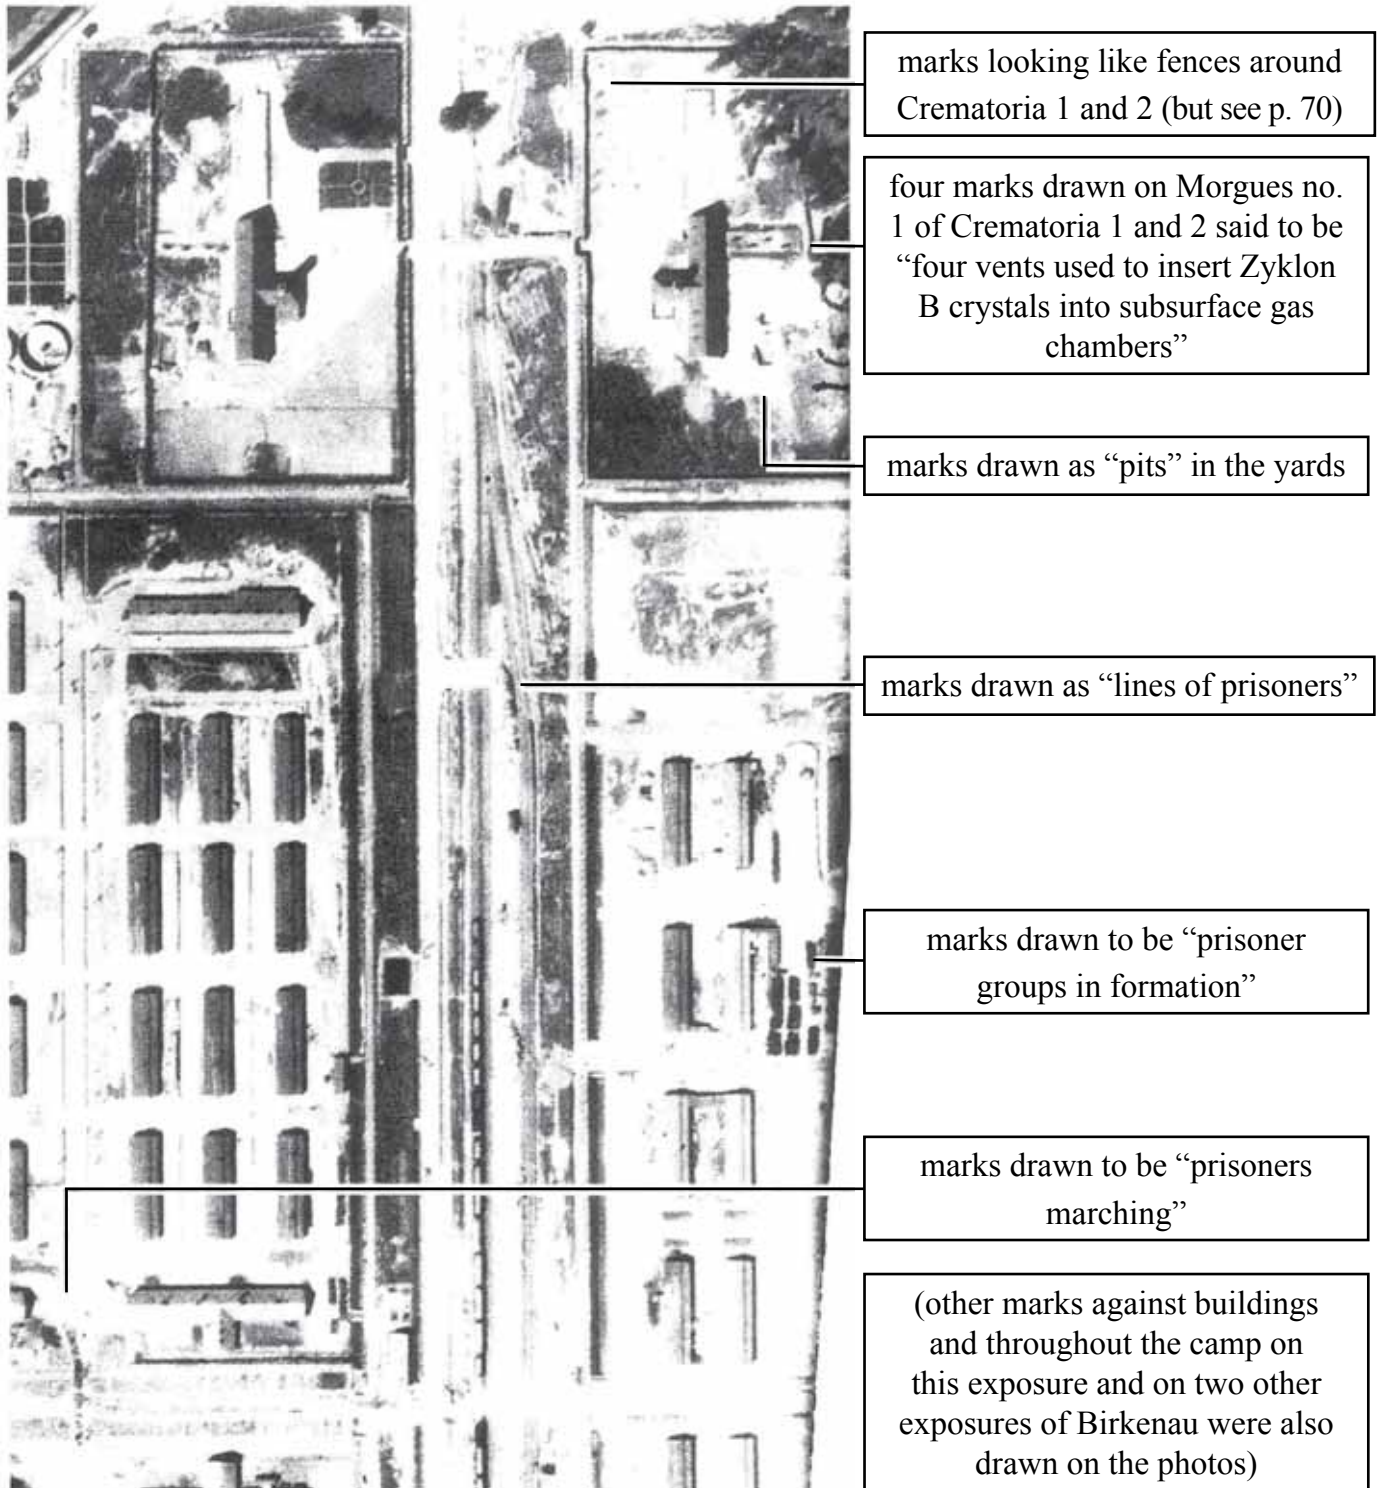 marks looking like fences around
Crematoria 1 and 2 (but see p. 70)
four marks drawn on Morgues no.
1 of Crematoria 1 and 2 said to be
“four vents used to insert Zyklon
B crystals into subsurface gas
chambers”
marks drawn as “pits” in the yards
marks drawn as “lines of prisoners”
marks drawn to be “prisoner
groups in formation”
marks drawn to be “prisoners
marching”
(other marks against buildings
and throughout the camp on
this exposure and on two other
exposures of Birkenau were also
drawn on the photos)